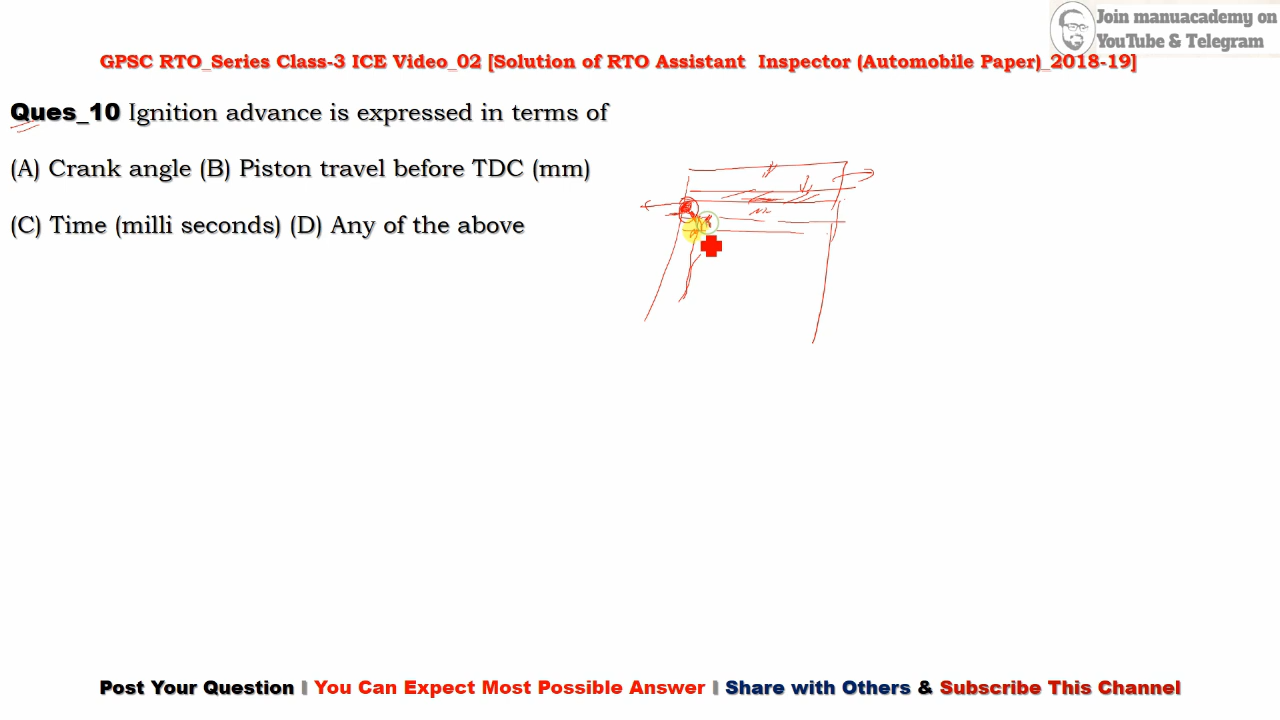 Join manuacademy on
YouTube & Telegram
GPSC RTO_Series Class-3 ICE Video_02 [Solution of RTO Assistant Inspector (Automobile Paper)_2018-19]
Ques_10 Ignition advance is expressed in terms of
(A) Crank angle (B) Piston travel before TDC (mm)
(C) Time (milli seconds) (D) Any of the above
Post Your Question | You Can Expect Most Possible Answer | Share with Others & Subscribe This Channel